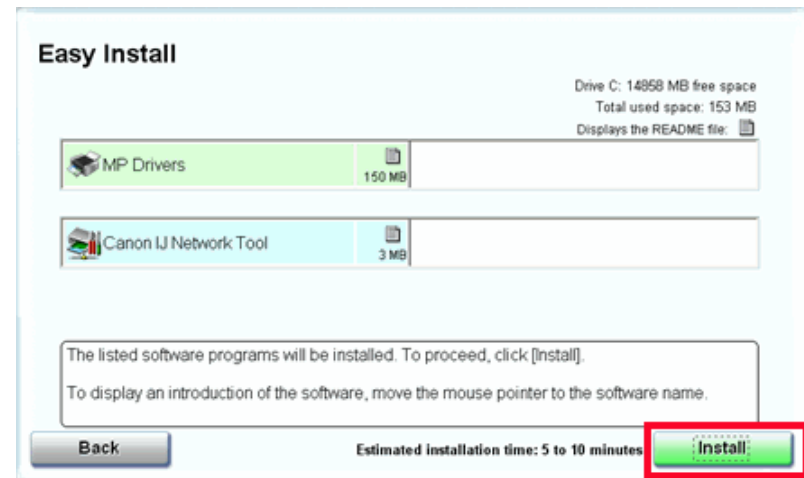 Easy Install
Drive C: 14958 MB free space
Total used space: 153 MB
Displays the README file:
MP Drivers
150 MB
Canon IJ Network Tool
3 MB
The listed software programs will be installed. To proceed, click [Install].
To display an introduction of the software, move the mouse pointer to the software name.
Back
Estimated installation time: 5 to 10 minutes
Install